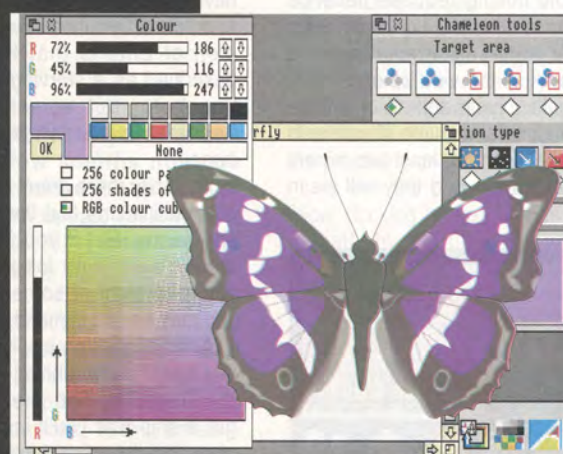 Colour
R 72% 186
G 45% 116
B 96% 247
OK
None
256 colour pa
256 shades of
RGB colour cub
R
G
B
rfly
Chameleon tools
Target area
tion type